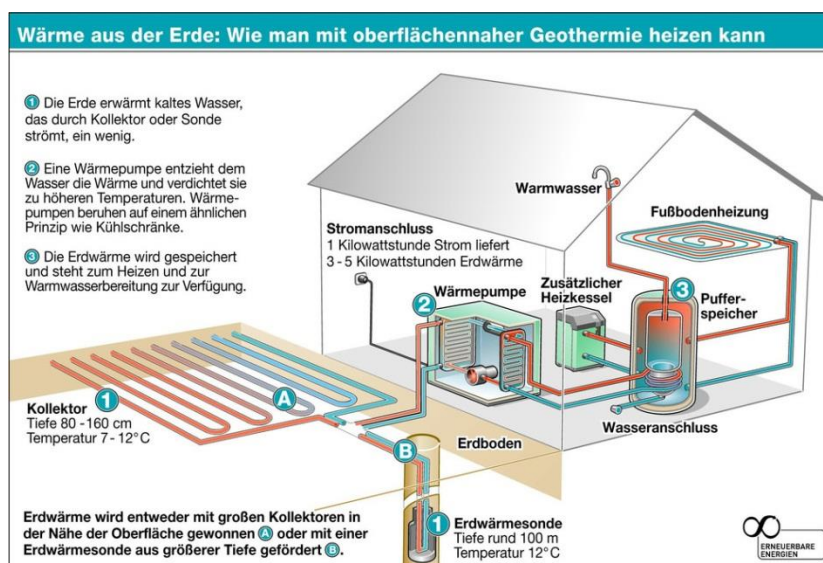 Wärme aus der Erde: Wie man mit oberflächennaher Geothermie heizen kann
1 Die Erde erwärmt kaltes Wasser,
das durch Kollektor oder Sonde
strömt, ein wenig.
2 Eine Wärmepumpe entzieht dem
Wasser die Wärme und verdichtet sie
zu höheren Temperaturen. Wärme-
pumpen beruhen auf einem ähnlichen
Prinzip wie Kühlschränke.
3 Die Erdwärme wird gespeichert
und steht zum Heizen und zur
Warmwasserbereitung zur Verfügung.
Warmwasser
Fußbodenheizung
Stromanschluss
1 Kilowattstunde Strom liefert
3 - 5 Kilowattstunden Erdwärme
2 Wärmepumpe
Zusätzlicher
Heizkessel
3 Puffer-
speicher
Wasseranschluss
1
Kollektor
Tiefe 80 - 160 cm
Temperatur 7 - 12°C
A
B
Erdboden
1 Erdwärmesonde
Tiefe rund 100 m
Temperatur 12°C
Erdwärme wird entweder mit großen Kollektoren in
der Nähe der Oberfläche gewonnen A oder mit einer
Erdwärmesonde aus größerer Tiefe gefördert B.
ERNEUERBARE
ENERGIEN